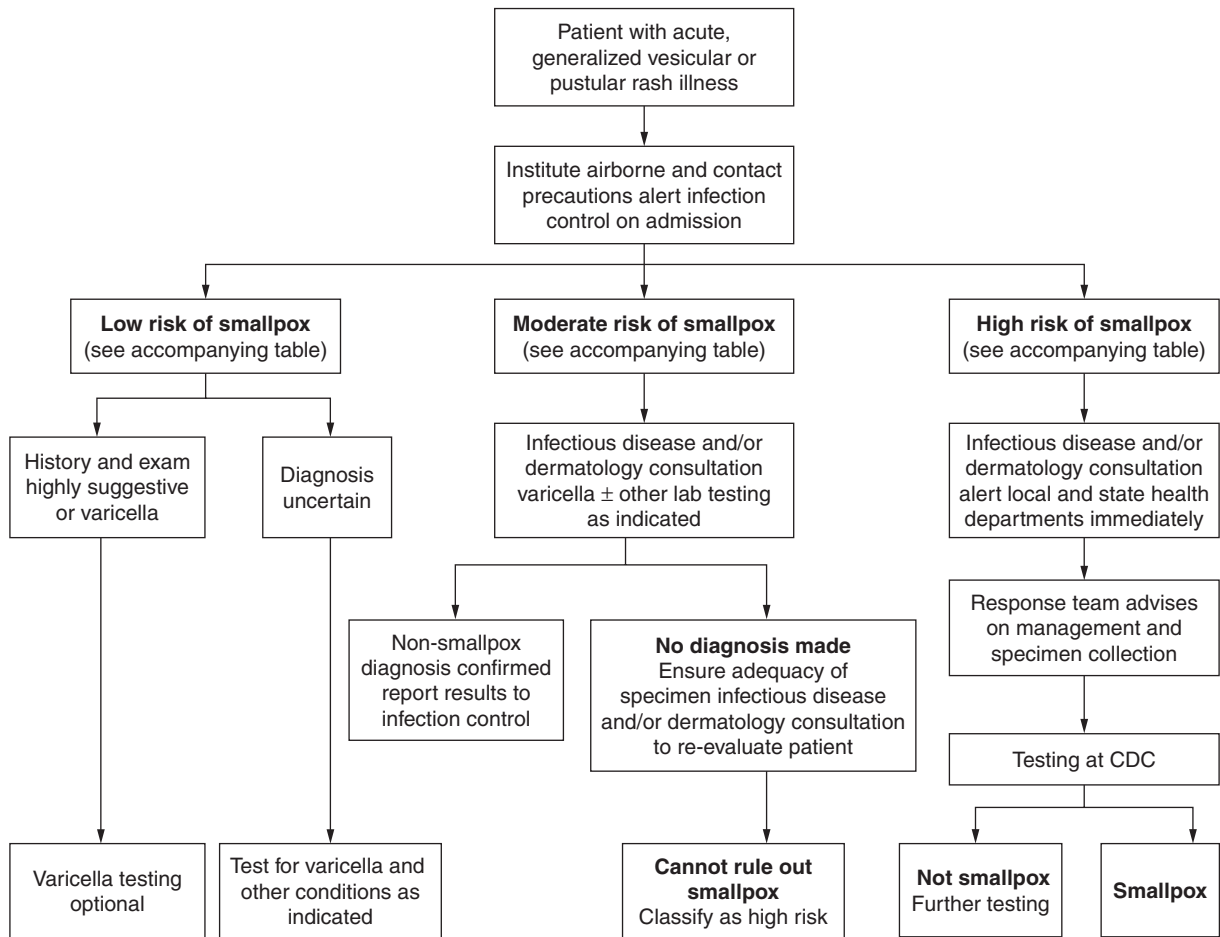 Patient with acute,
generalized vesicular or
pustular rash illness
Institute airborne and contact
precautions alert infection
control on admission
Low risk of smallpox
(see accompanying table)
Moderate risk of smallpox
(see accompanying table)
High risk of smallpox
(see accompanying table)
History and exam
highly suggestive
or varicella
Diagnosis
uncertain
Infectious disease and/or
dermatology consultation
varicella ± other lab testing
as indicated
Infectious disease and/or
dermatology consultation
alert local and state health
departments immediately
Non-smallpox
diagnosis confirmed
report results to
infection control
No diagnosis made
Ensure adequacy of
specimen infectious disease
and/or dermatology consultation
to re-evaluate patient
Response team advises
on management and
specimen collection
Testing at CDC
Varicella testing
optional
Test for varicella and
other conditions as
indicated
Cannot rule out
smallpox
Classify as high risk
Not smallpox
Further testing
Smallpox